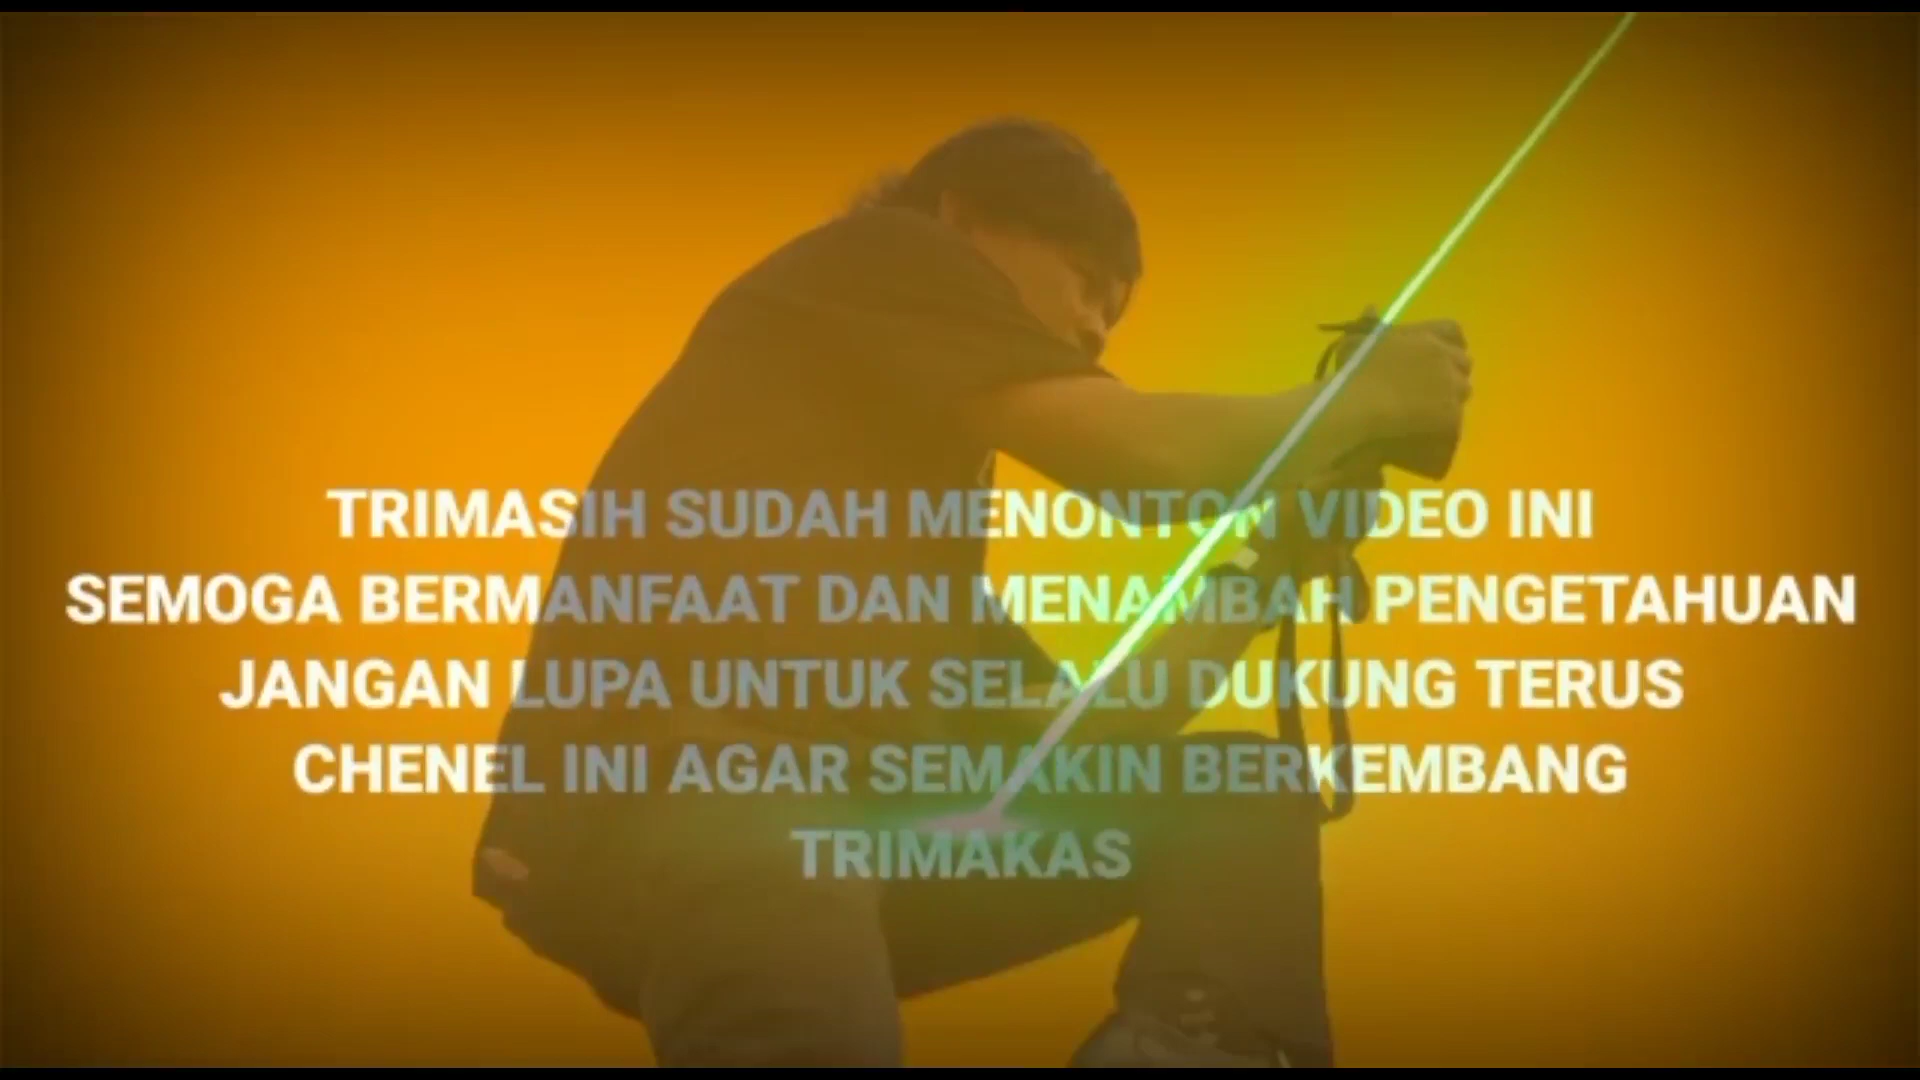 TRIMASIH SUDAH MENONTON VIDEO INI
SEMOGA BERMANFAAT DAN MENAMBAH PENGETAHUAN
JANGAN LUPA UNTUK SELALU DUKUNG TERUS
CHENEL INI AGAR SEMAKIN BERKEMBANG
TRIMAKAS